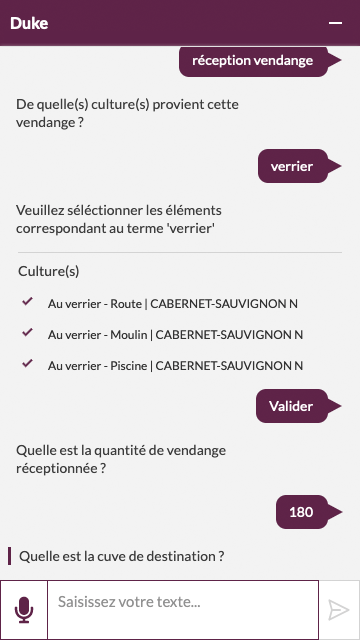 Duke
réception vendange
De quelle(s) culture(s) provient cette
vendange ?
verrier
Veuillez séléctionner les éléments
correspondant au terme 'verrier'
Culture(s)
Au verrier - Route | CABERNET-SAUVIGNON N
Au verrier - Moulin | CABERNET-SAUVIGNON N
Au verrier - Piscine | CABERNET-SAUVIGNON N
Valider
Quelle est la quantité de vendange
réceptionnée ?
180
Quelle est la cuve de destination ?
Saisissez votre texte...